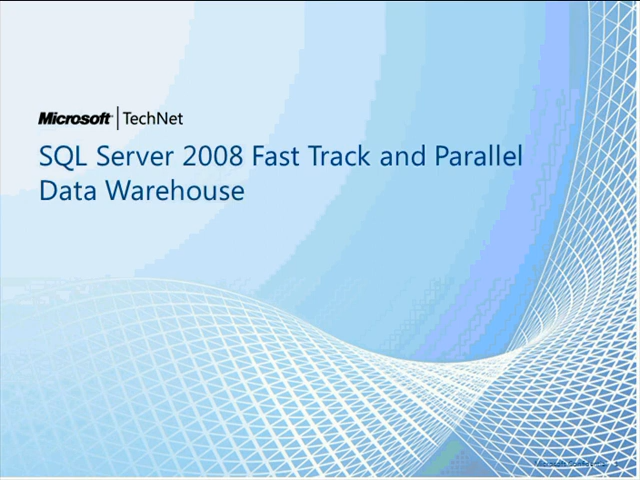 Microsoft | TechNet
SQL Server 2008 Fast Track and Parallel
Data Warehouse